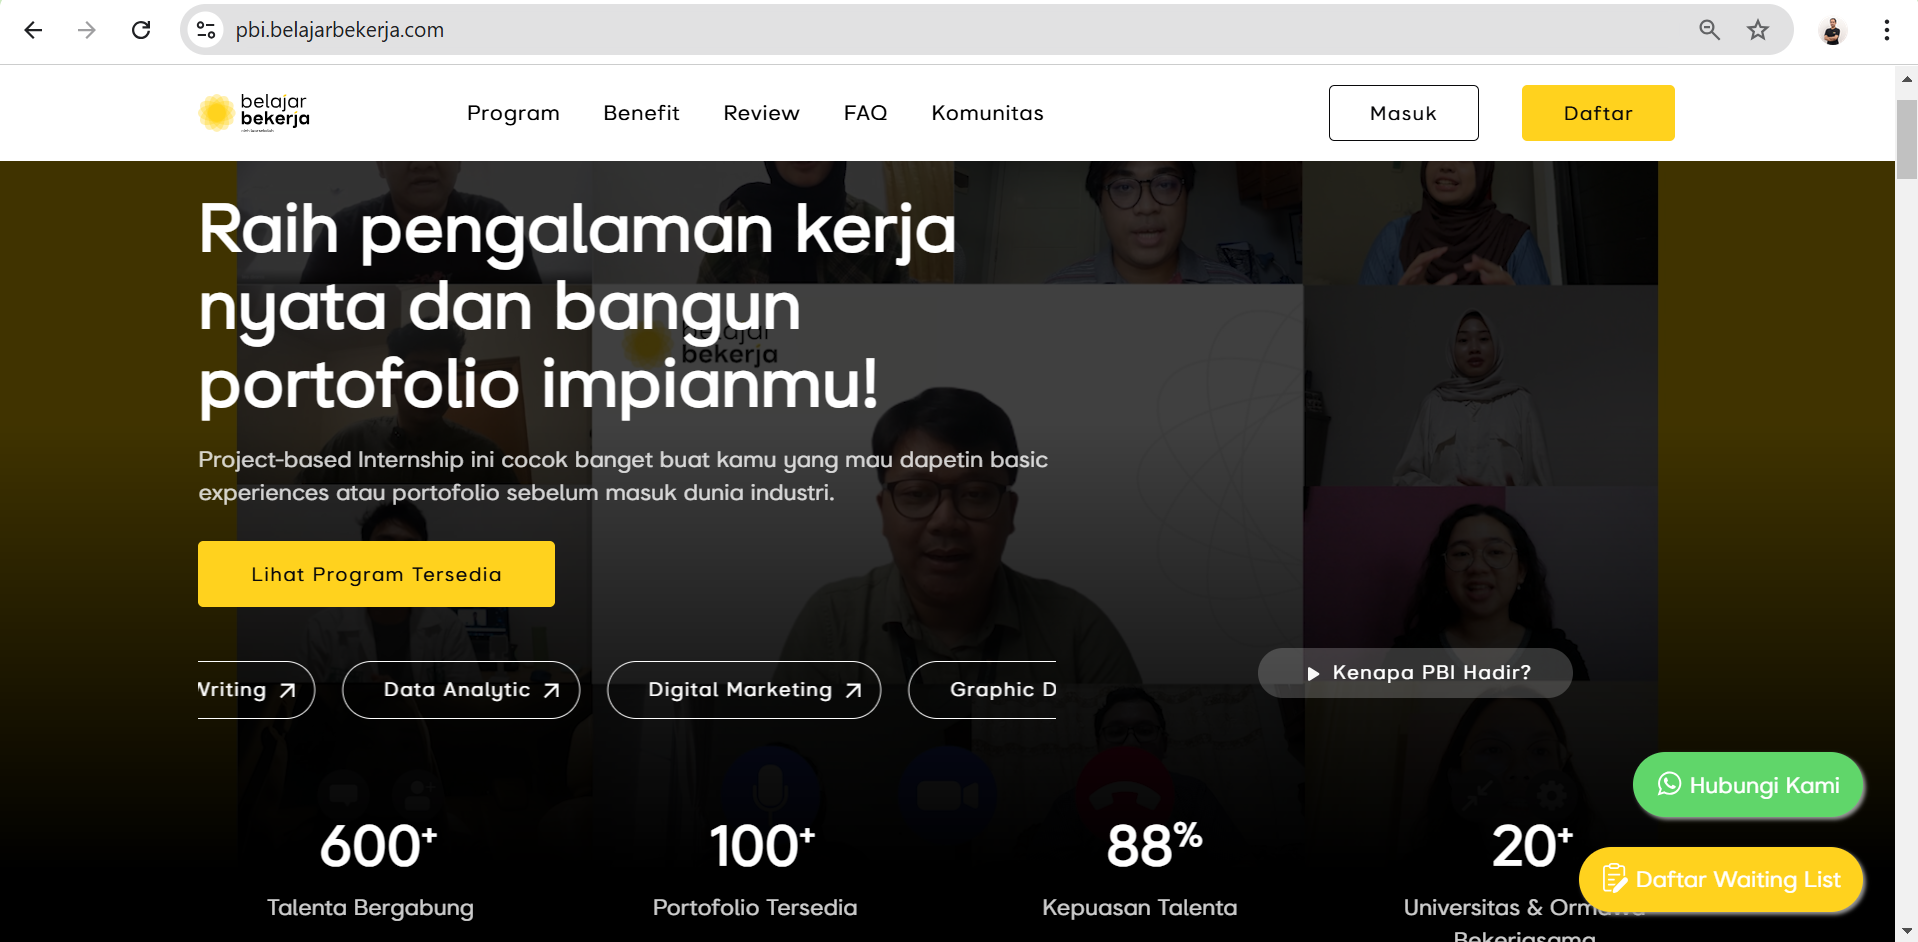 pbi.belajarbekerja.com
belajar
bekerja
Program
Benefit
Review
FAQ
Komunitas
Masuk
Daftar
Raih pengalaman kerja
nyata dan bangun
portofolio impianmu!
belajar
bekerja
Project-based Internship ini cocok banget buat kamu yang mau dapetin basic
experiences atau portofolio sebelum masuk dunia industri.
Lihat Program Tersedia
Writing
Data Analytic
Digital Marketing
Graphic D
Kenapa PBI Hadir?
Hubungi Kami
600+
100+
88%
20+
Daftar Waiting List
Talenta Bergabung
Portofolio Tersedia
Kepuasan Talenta
Universitas & Ormawa
Bekerjasama